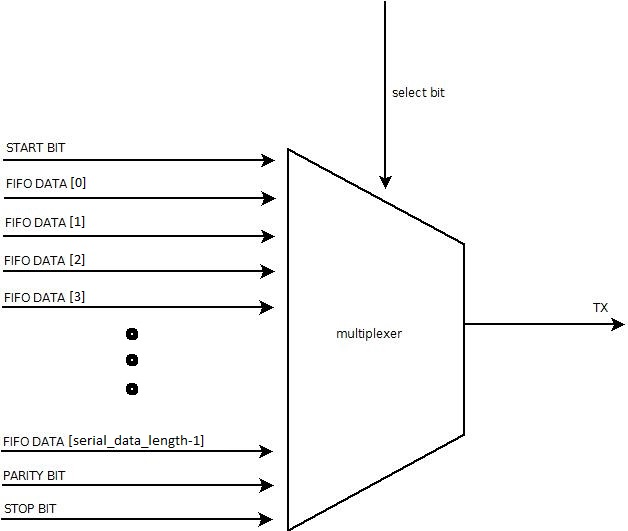 select bit
START BIT
FIFO DATA [0]
FIFO DATA [1]
FIFO DATA [2]
FIFO DATA [3]
TX
multiplexer
FIFO DATA [serial_data_length-1]
PARITY BIT
STOP BIT